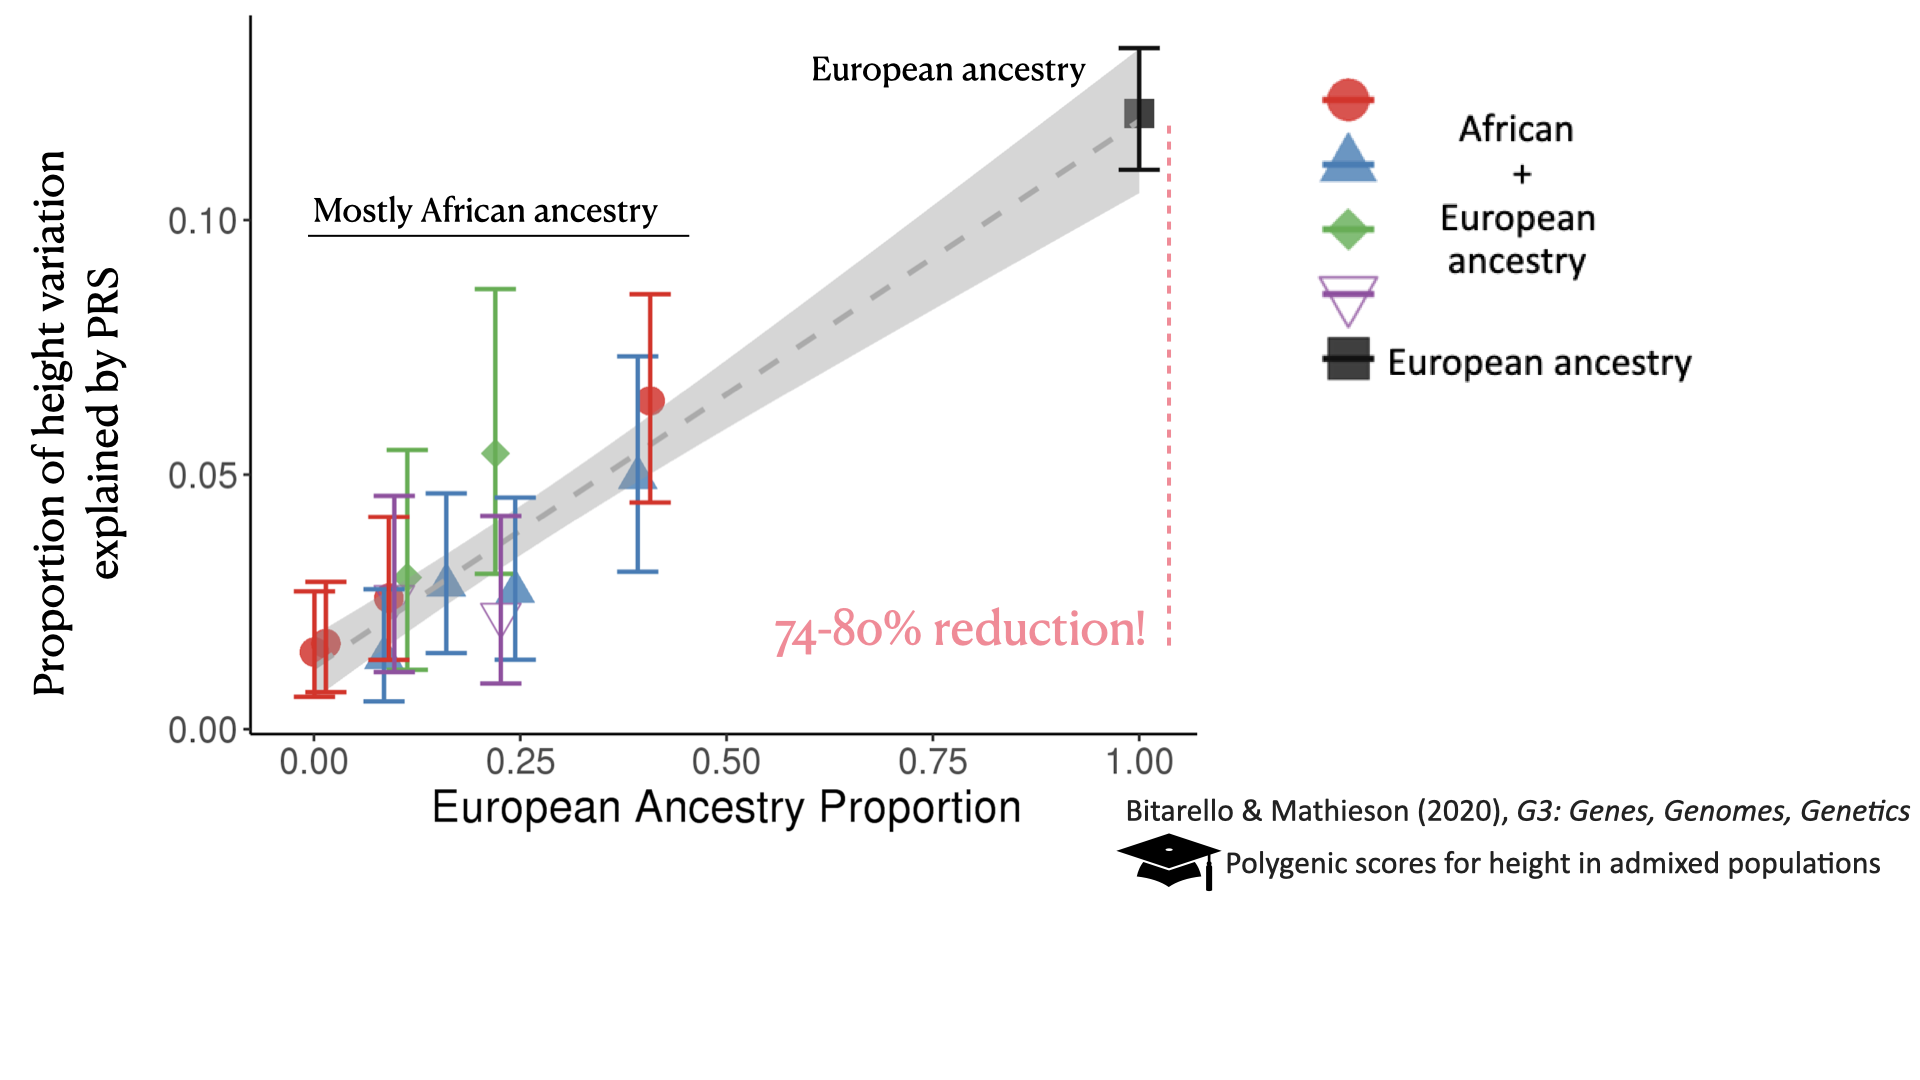 Proportion of height variation
explained by PRS
0.10
0.05
0.00
0.00 0.25 0.50 0.75 1.00
European Ancestry Proportion
European ancestry
Mostly African ancestry
74-80% reduction!
African
+
European
ancestry
European ancestry
Bitarello & Mathieson (2020), G3: Genes, Genomes, Genetics
Polygenic scores for height in admixed populations